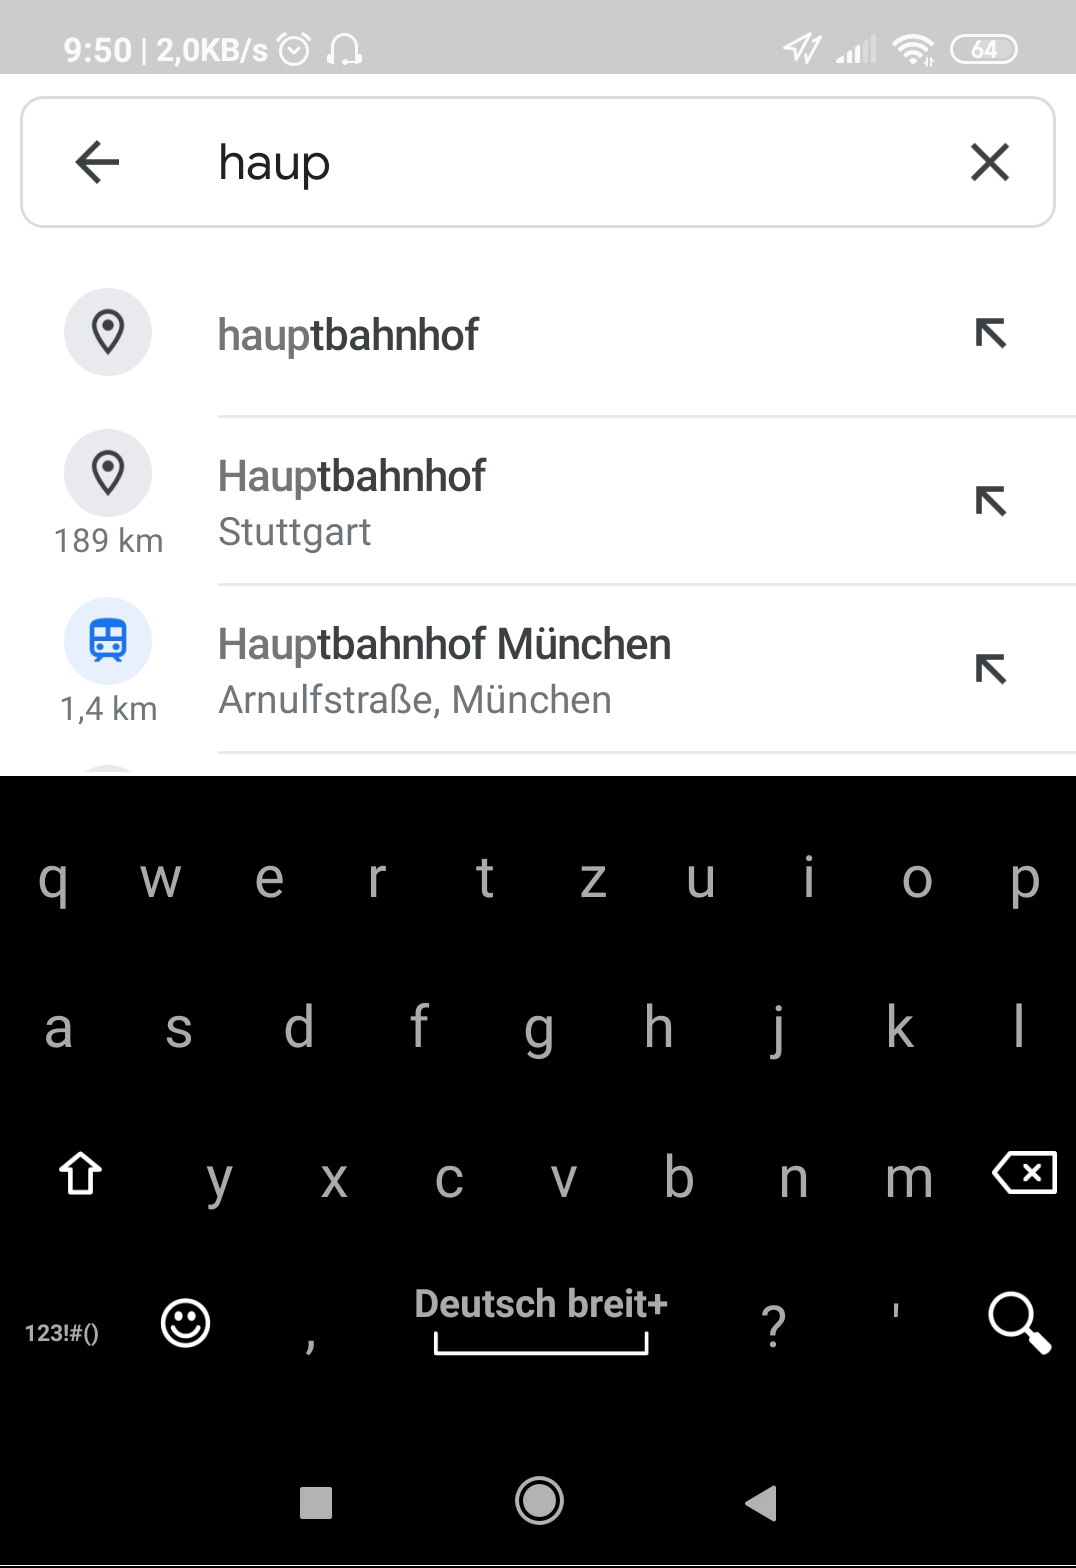 9:50 | 2,0KB/s 64
haup
hauptbahnhof
Hauptbahnhof
Stuttgart
189 km
Hauptbahnhof München
Arnulfstraße, München
1,4 km
q w e r t z u i o p
a s d f g h j k l
y x c v b n m
Deutsch breit+
123!#() , ? '